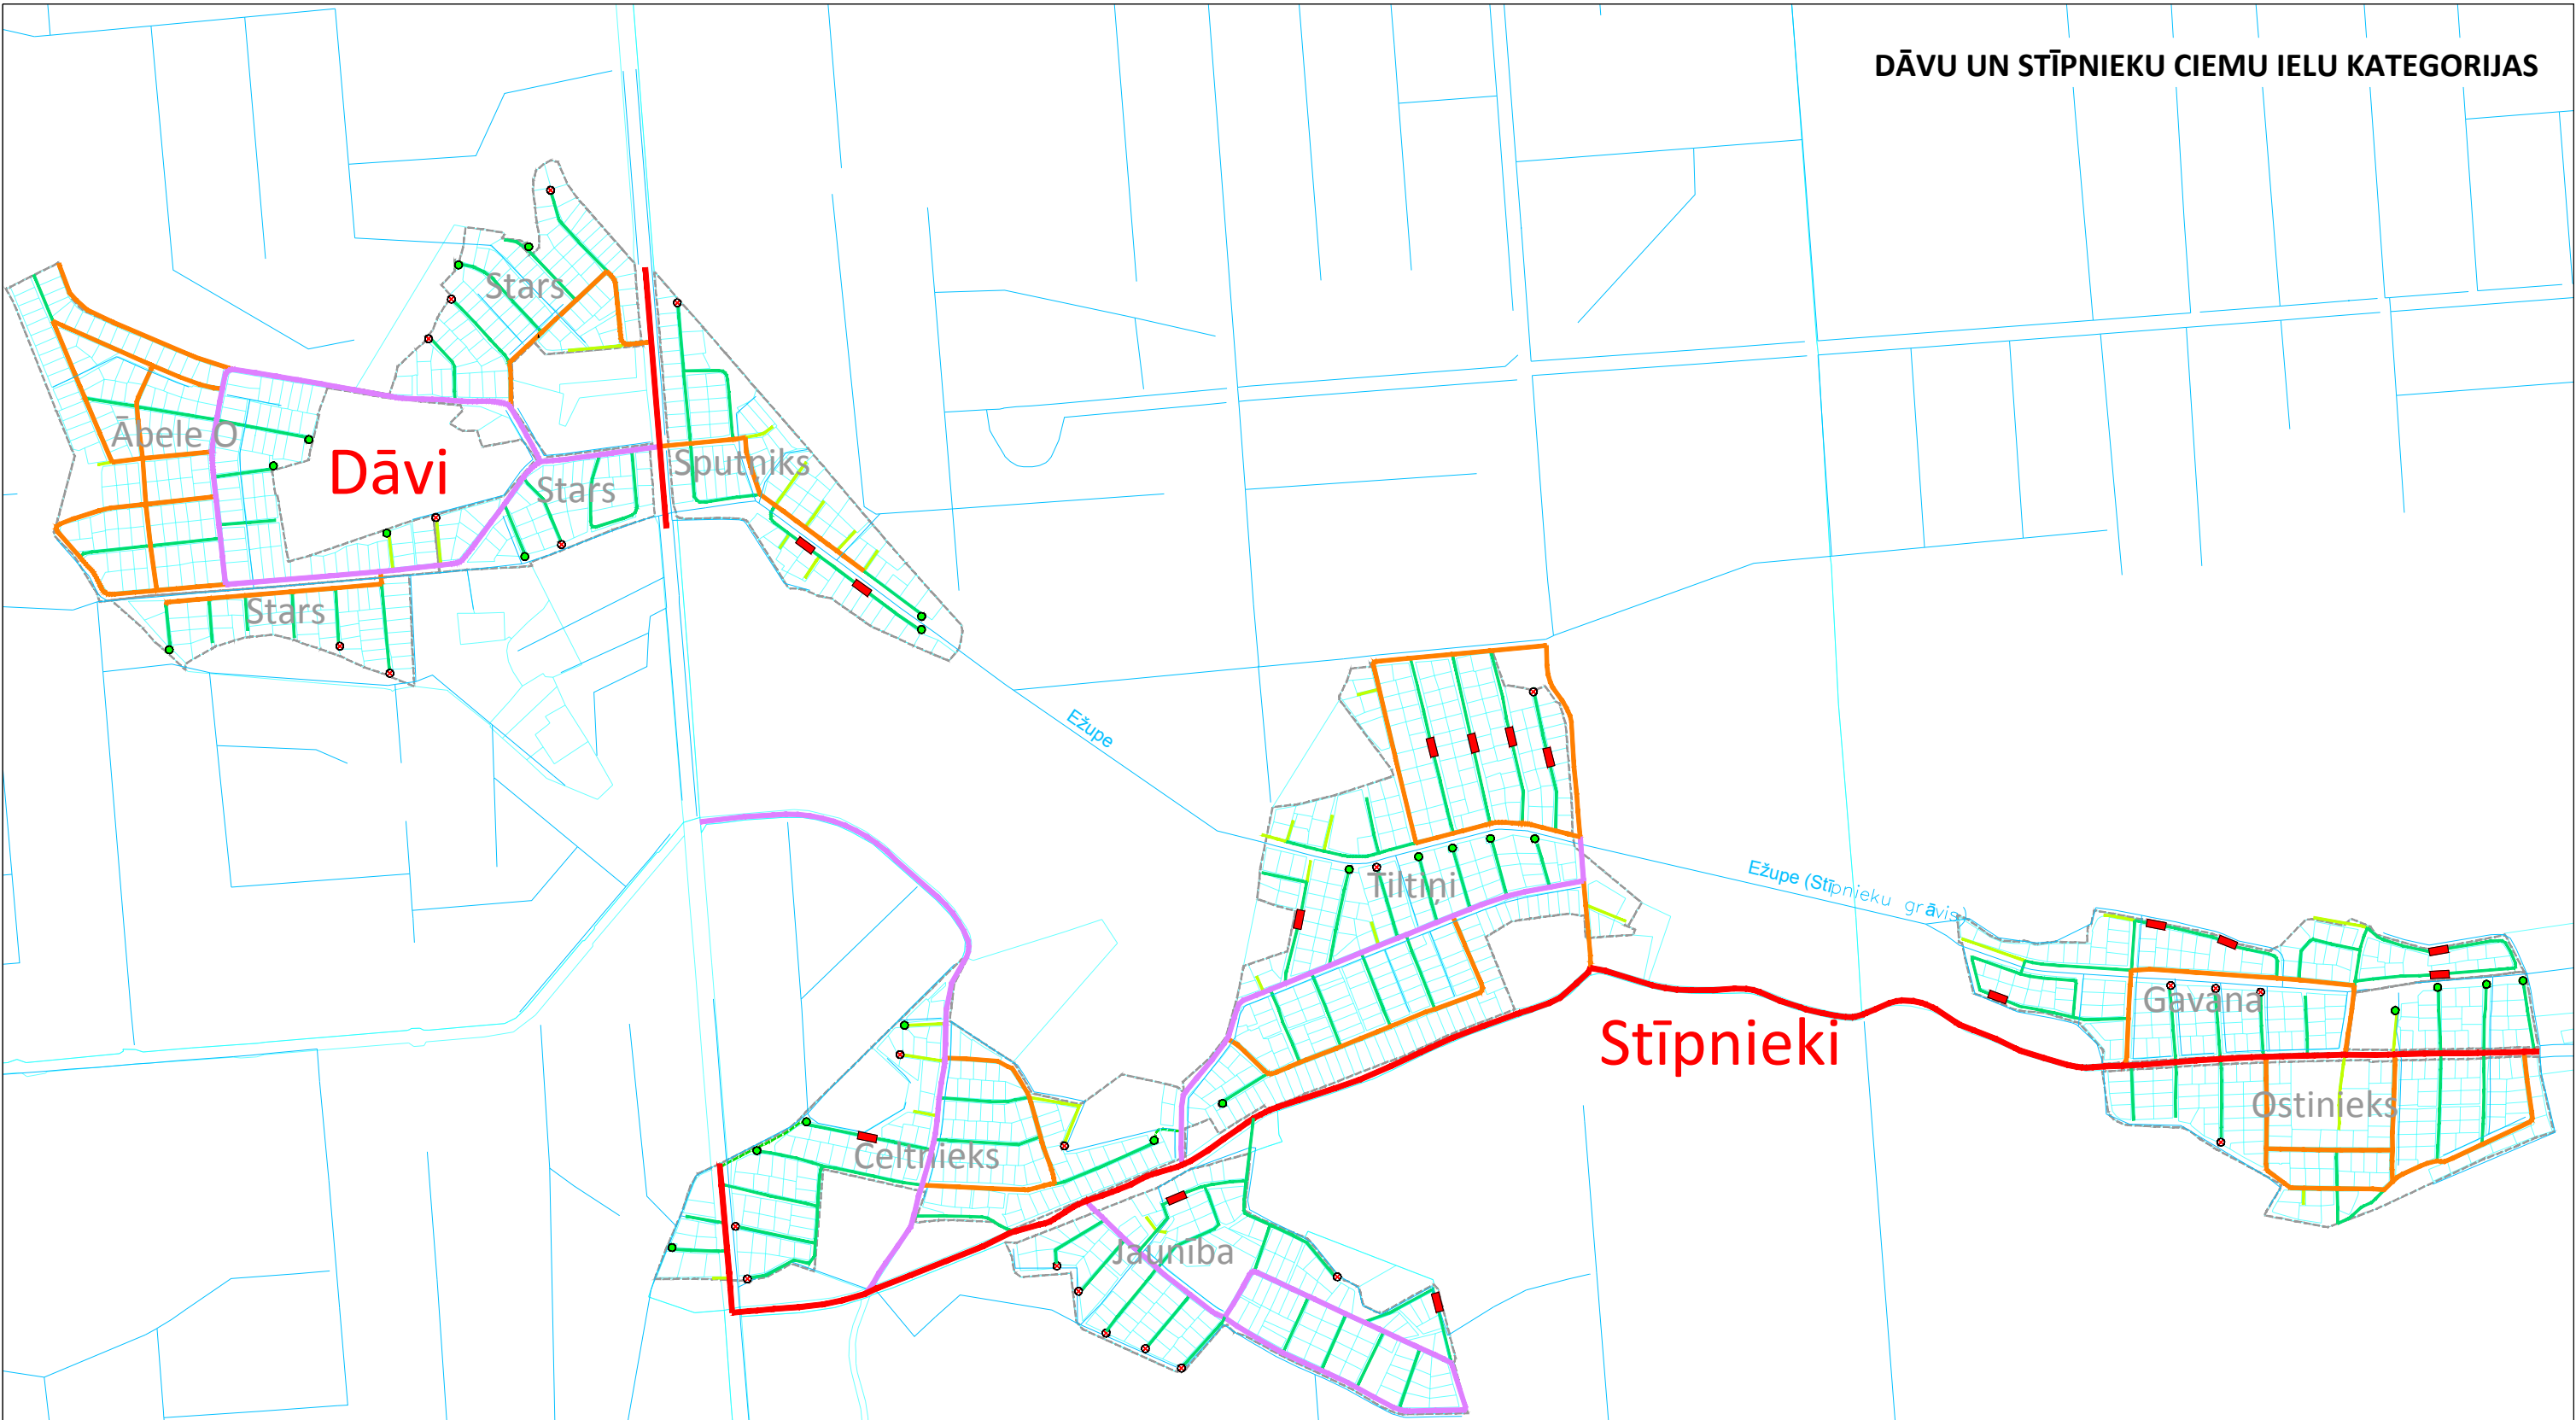 DĀVU UN STĪPNIEKU CIEMU IELU KATEGORIJAS
Stars
Ābele O
Dāvi
Sputniks
Stars
Stars
Ežupe
Tiltiņi
Ežupe (Stīpnieku grāvis)
Gavaņa
Stīpnieki
Ostinieks
Celtnieks
Jaunība